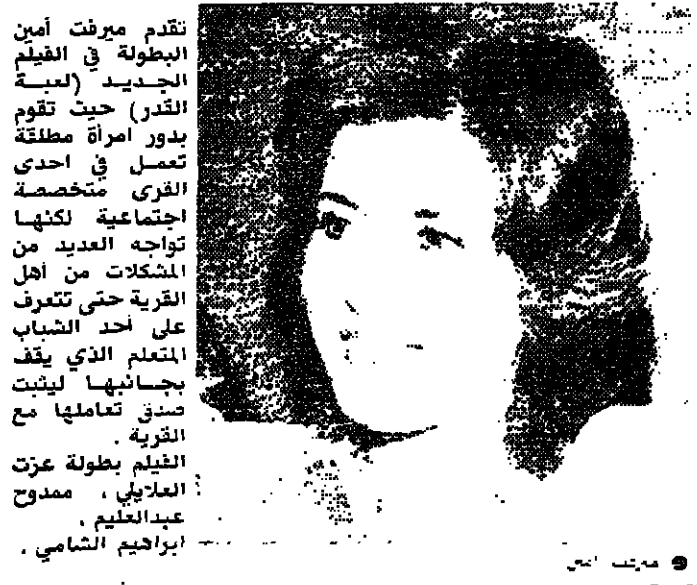 تقدم ميرفت أمين
البطولة في الفيلم
الجديد (لعبة
القدر) حيث تقوم
بدور امرأة مطلقة
تعمل في احدى
القرى متخصصة
اجتماعية لكنها
تواجه العديد من
المشكلات من أهل
القرية حتى تتعرف
على أحد الشباب
المتعلم الذي يقف
بجانبها ليثبت
صدق تعاملها مع
القرية .
الفيلم بطولة عزت
العلايلي ، ممدوح
عبدالعليم ،
ابراهيم الشامي .
ميرفت أمين